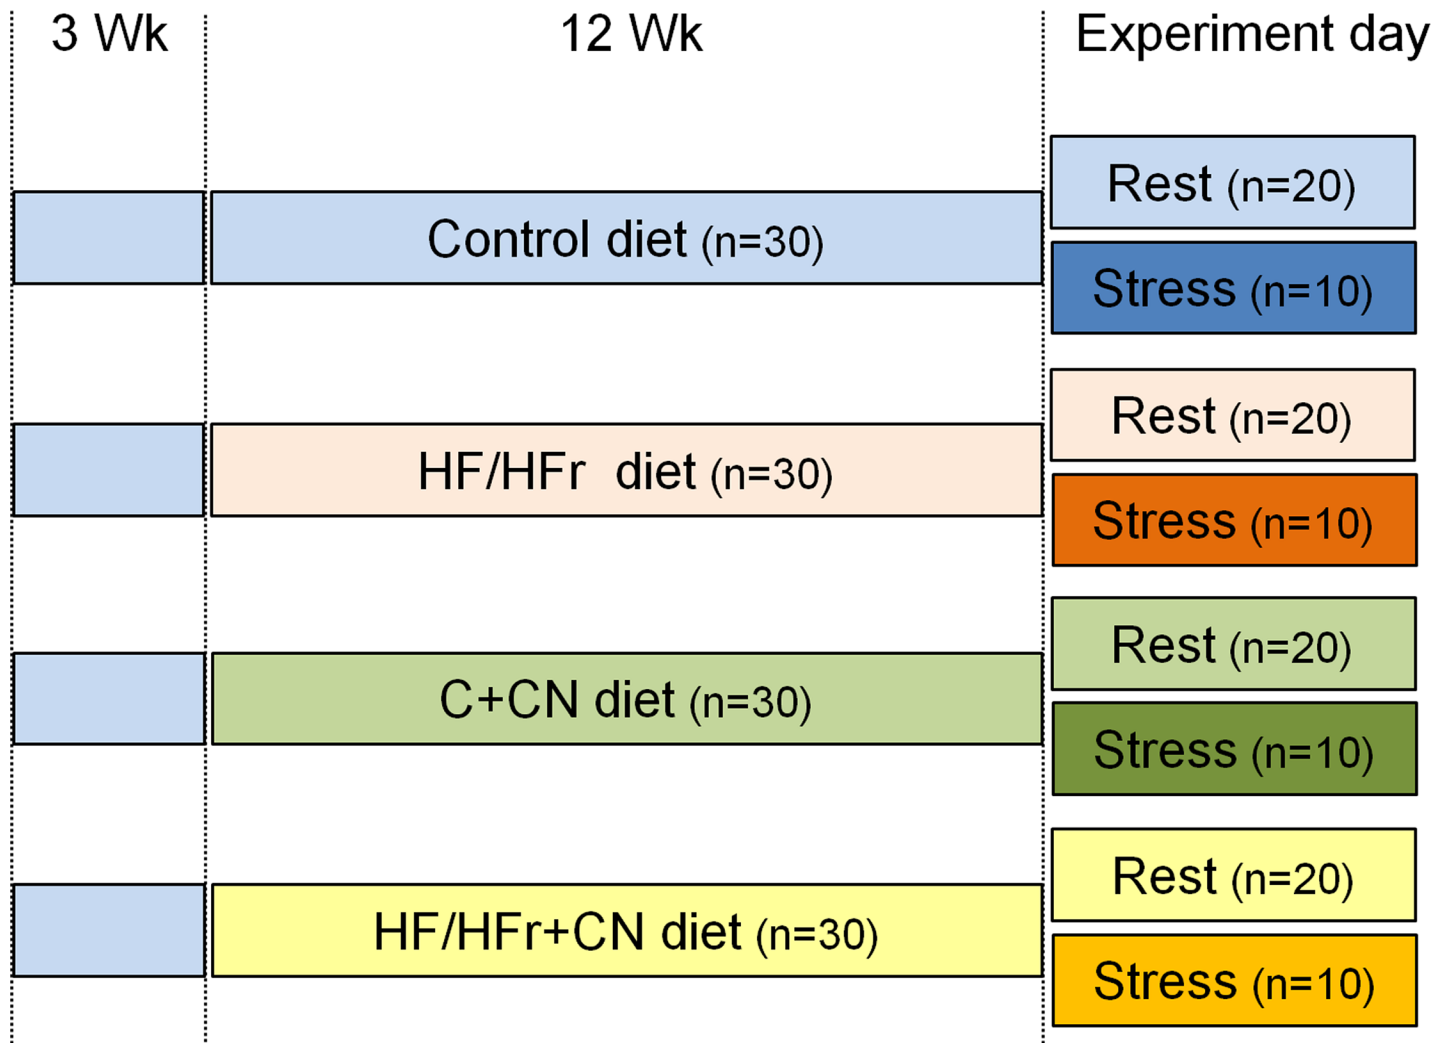 3 Wk 12 Wk Experiment day
Rest (n=20)
Control diet (n=30)
Stress (n=10)
Rest (n=20)
HF/HFr  diet (n=30)
Stress (n=10)
Rest (n=20)
C+CN diet (n=30)
Stress (n=10)
Rest (n=20)
HF/HFr+CN diet (n=30)
Stress (n=10)